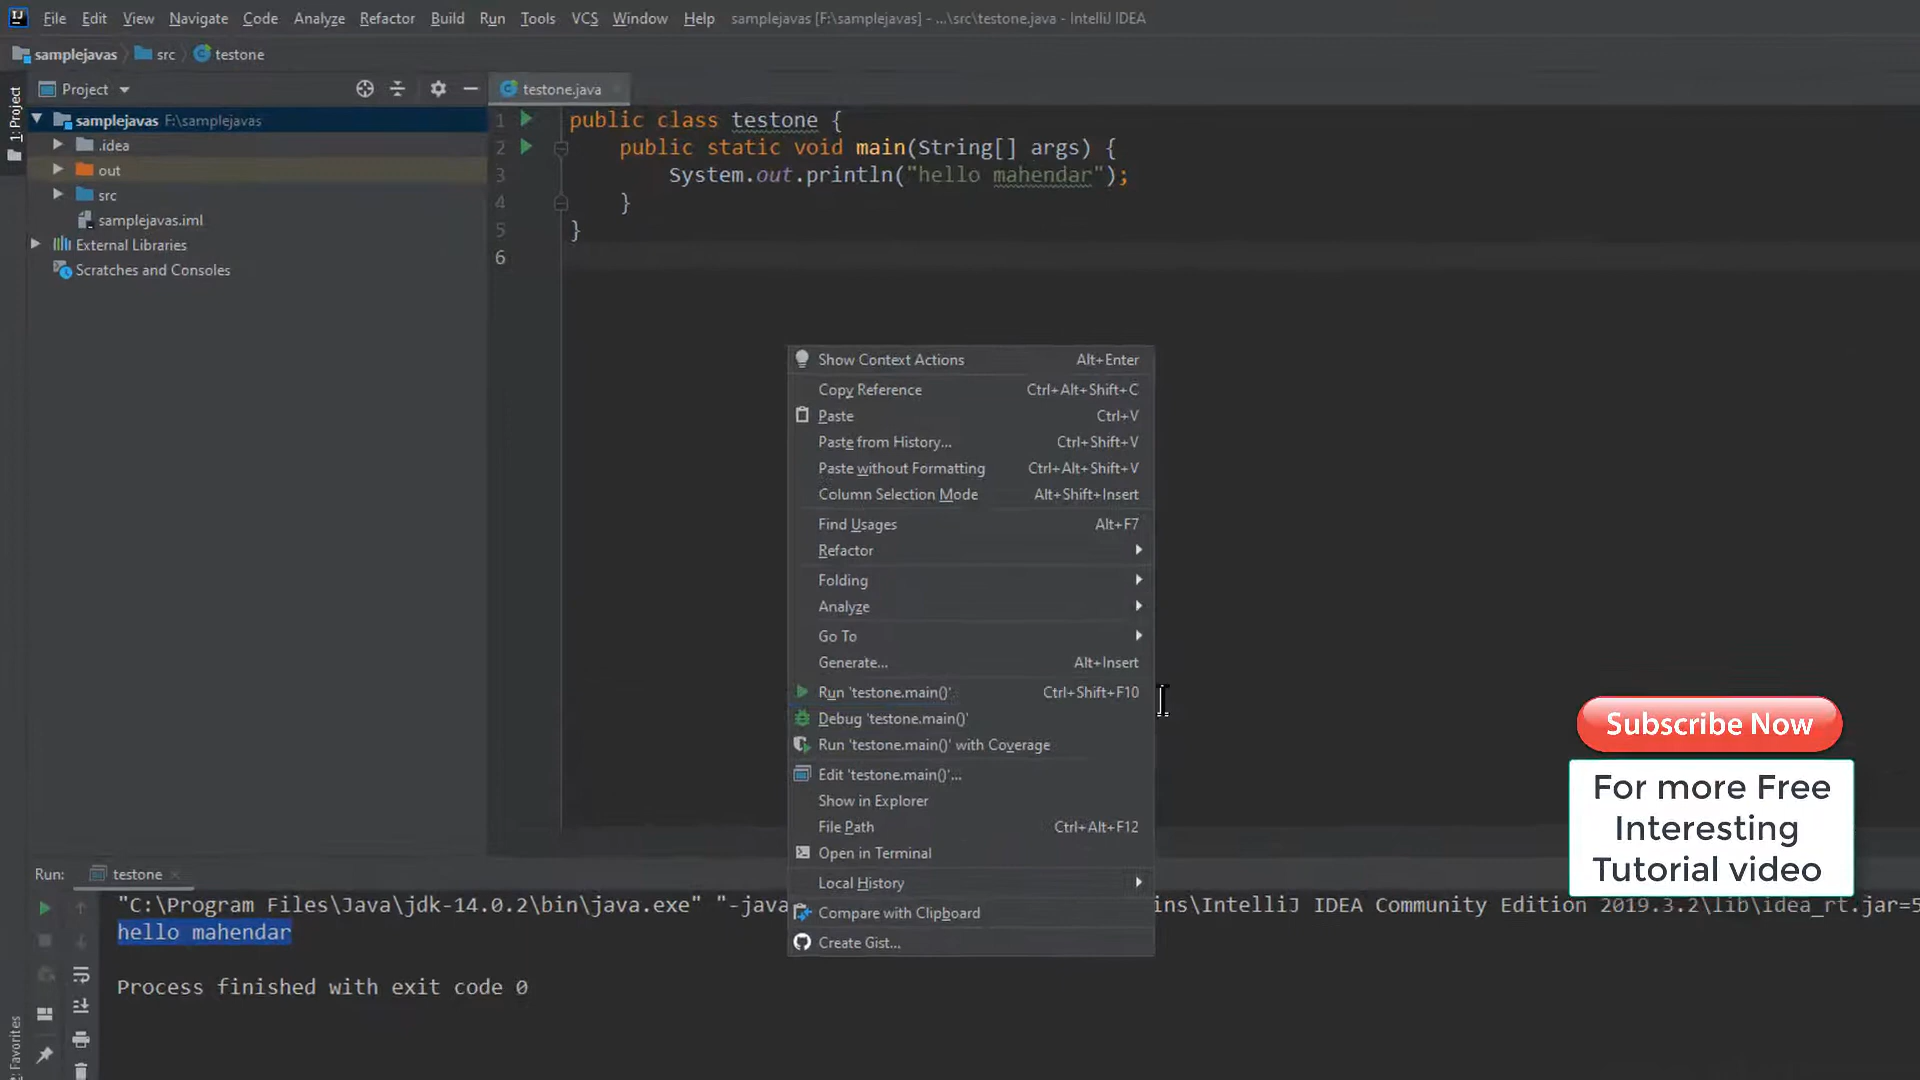 File Edit View Navigate Code Analyze Refactor Build Run Tools VCS Window Help samplejavas [F:\samplejavas] - ...\src\testone.java - IntelliJ IDEA
samplejavas src testone
1: Project
Project
samplejavas F:\samplejavas
.idea
out
src
samplejavas.iml
External Libraries
Scratches and Consoles
testone.java
1 public class testone {
2 public static void main(String[] args) {
3 System.out.println("hello mahendar");
4 }
5 }
6
Show Context Actions Alt+Enter
Copy Reference Ctrl+Alt+Shift+C
Paste Ctrl+V
Paste from History... Ctrl+Shift+V
Paste without Formatting Ctrl+Alt+Shift+V
Column Selection Mode Alt+Shift+Insert
Find Usages Alt+F7
Refactor
Folding
Analyze
Go To
Generate... Alt+Insert
Run 'testone.main()' Ctrl+Shift+F10
Debug 'testone.main()'
Run 'testone.main()' with Coverage
Edit 'testone.main()'...
Show in Explorer
File Path Ctrl+Alt+F12
Open in Terminal
Local History
Compare with Clipboard
Create Gist...
Subscribe Now
For more Free
Interesting
Tutorial video
Run: testone
"C:\Program Files\Java\jdk-14.0.2\bin\java.exe" "-java ins\IntelliJ IDEA Community Edition 2019.3.2\lib\idea_rt.jar=5
hello mahendar
Process finished with exit code 0
Favorites